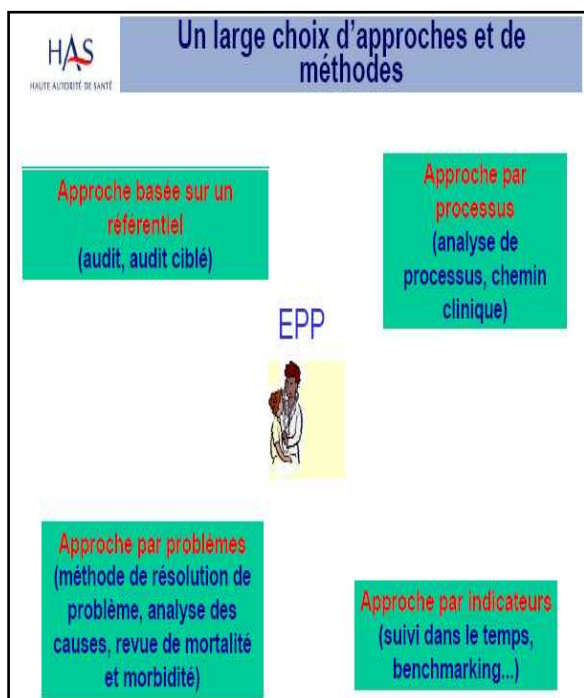 HAS
HAUTE AUTORITÉ DE SANTÉ
Un large choix d'approches et de
méthodes
Approche basée sur un
référentiel
(audit, audit ciblé)
Approche par
processus
(analyse de
processus, chemin
clinique)
EPP
Approche par problèmes
(méthode de résolution de
problème, analyse des
causes, revue de mortalité
et morbidité)
Approche par indicateurs
(suivi dans le temps,
benchmarking...)